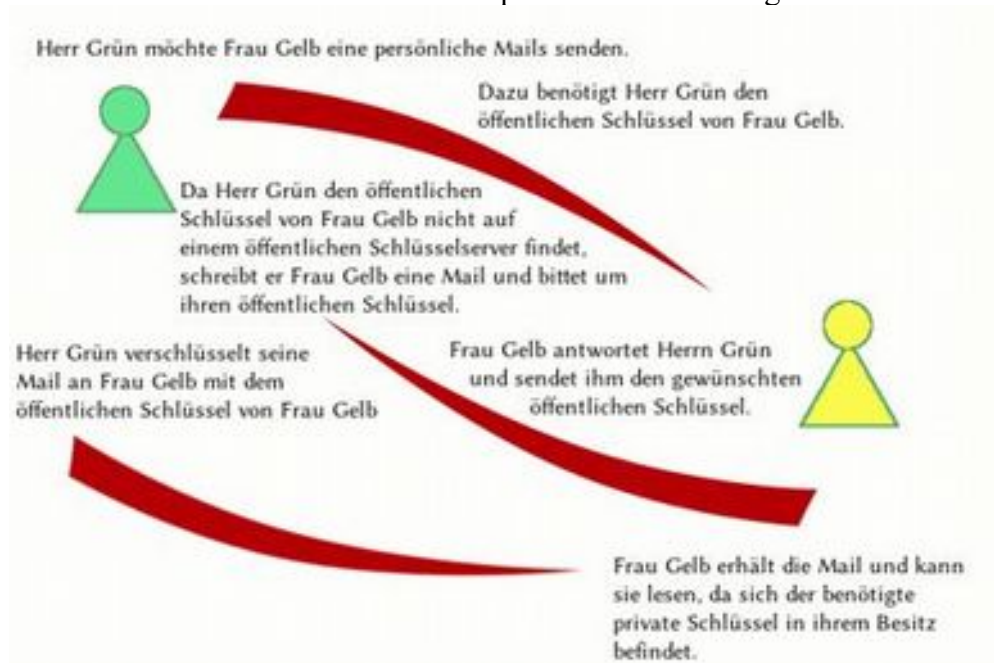 Herr Grün möchte Frau Gelb eine persönliche Mails senden.
Dazu benötigt Herr Grün den
öffentlichen Schlüssel von Frau Gelb.
Da Herr Grün den öffentlichen
Schlüssel von Frau Gelb nicht auf
einem öffentlichen Schlüsselserver findet,
schreibt er Frau Gelb eine Mail und bittet um
ihren öffentlichen Schlüssel.
Frau Gelb antwortet Herrn Grün
und sendet ihm den gewünschten
öffentlichen Schlüssel.
Herr Grün verschlüsselt seine
Mail an Frau Gelb mit dem
öffentlichen Schlüssel von Frau Gelb
Frau Gelb erhält die Mail und kann
sie lesen, da sich der benötigte
private Schlüssel in ihrem Besitz
befindet.